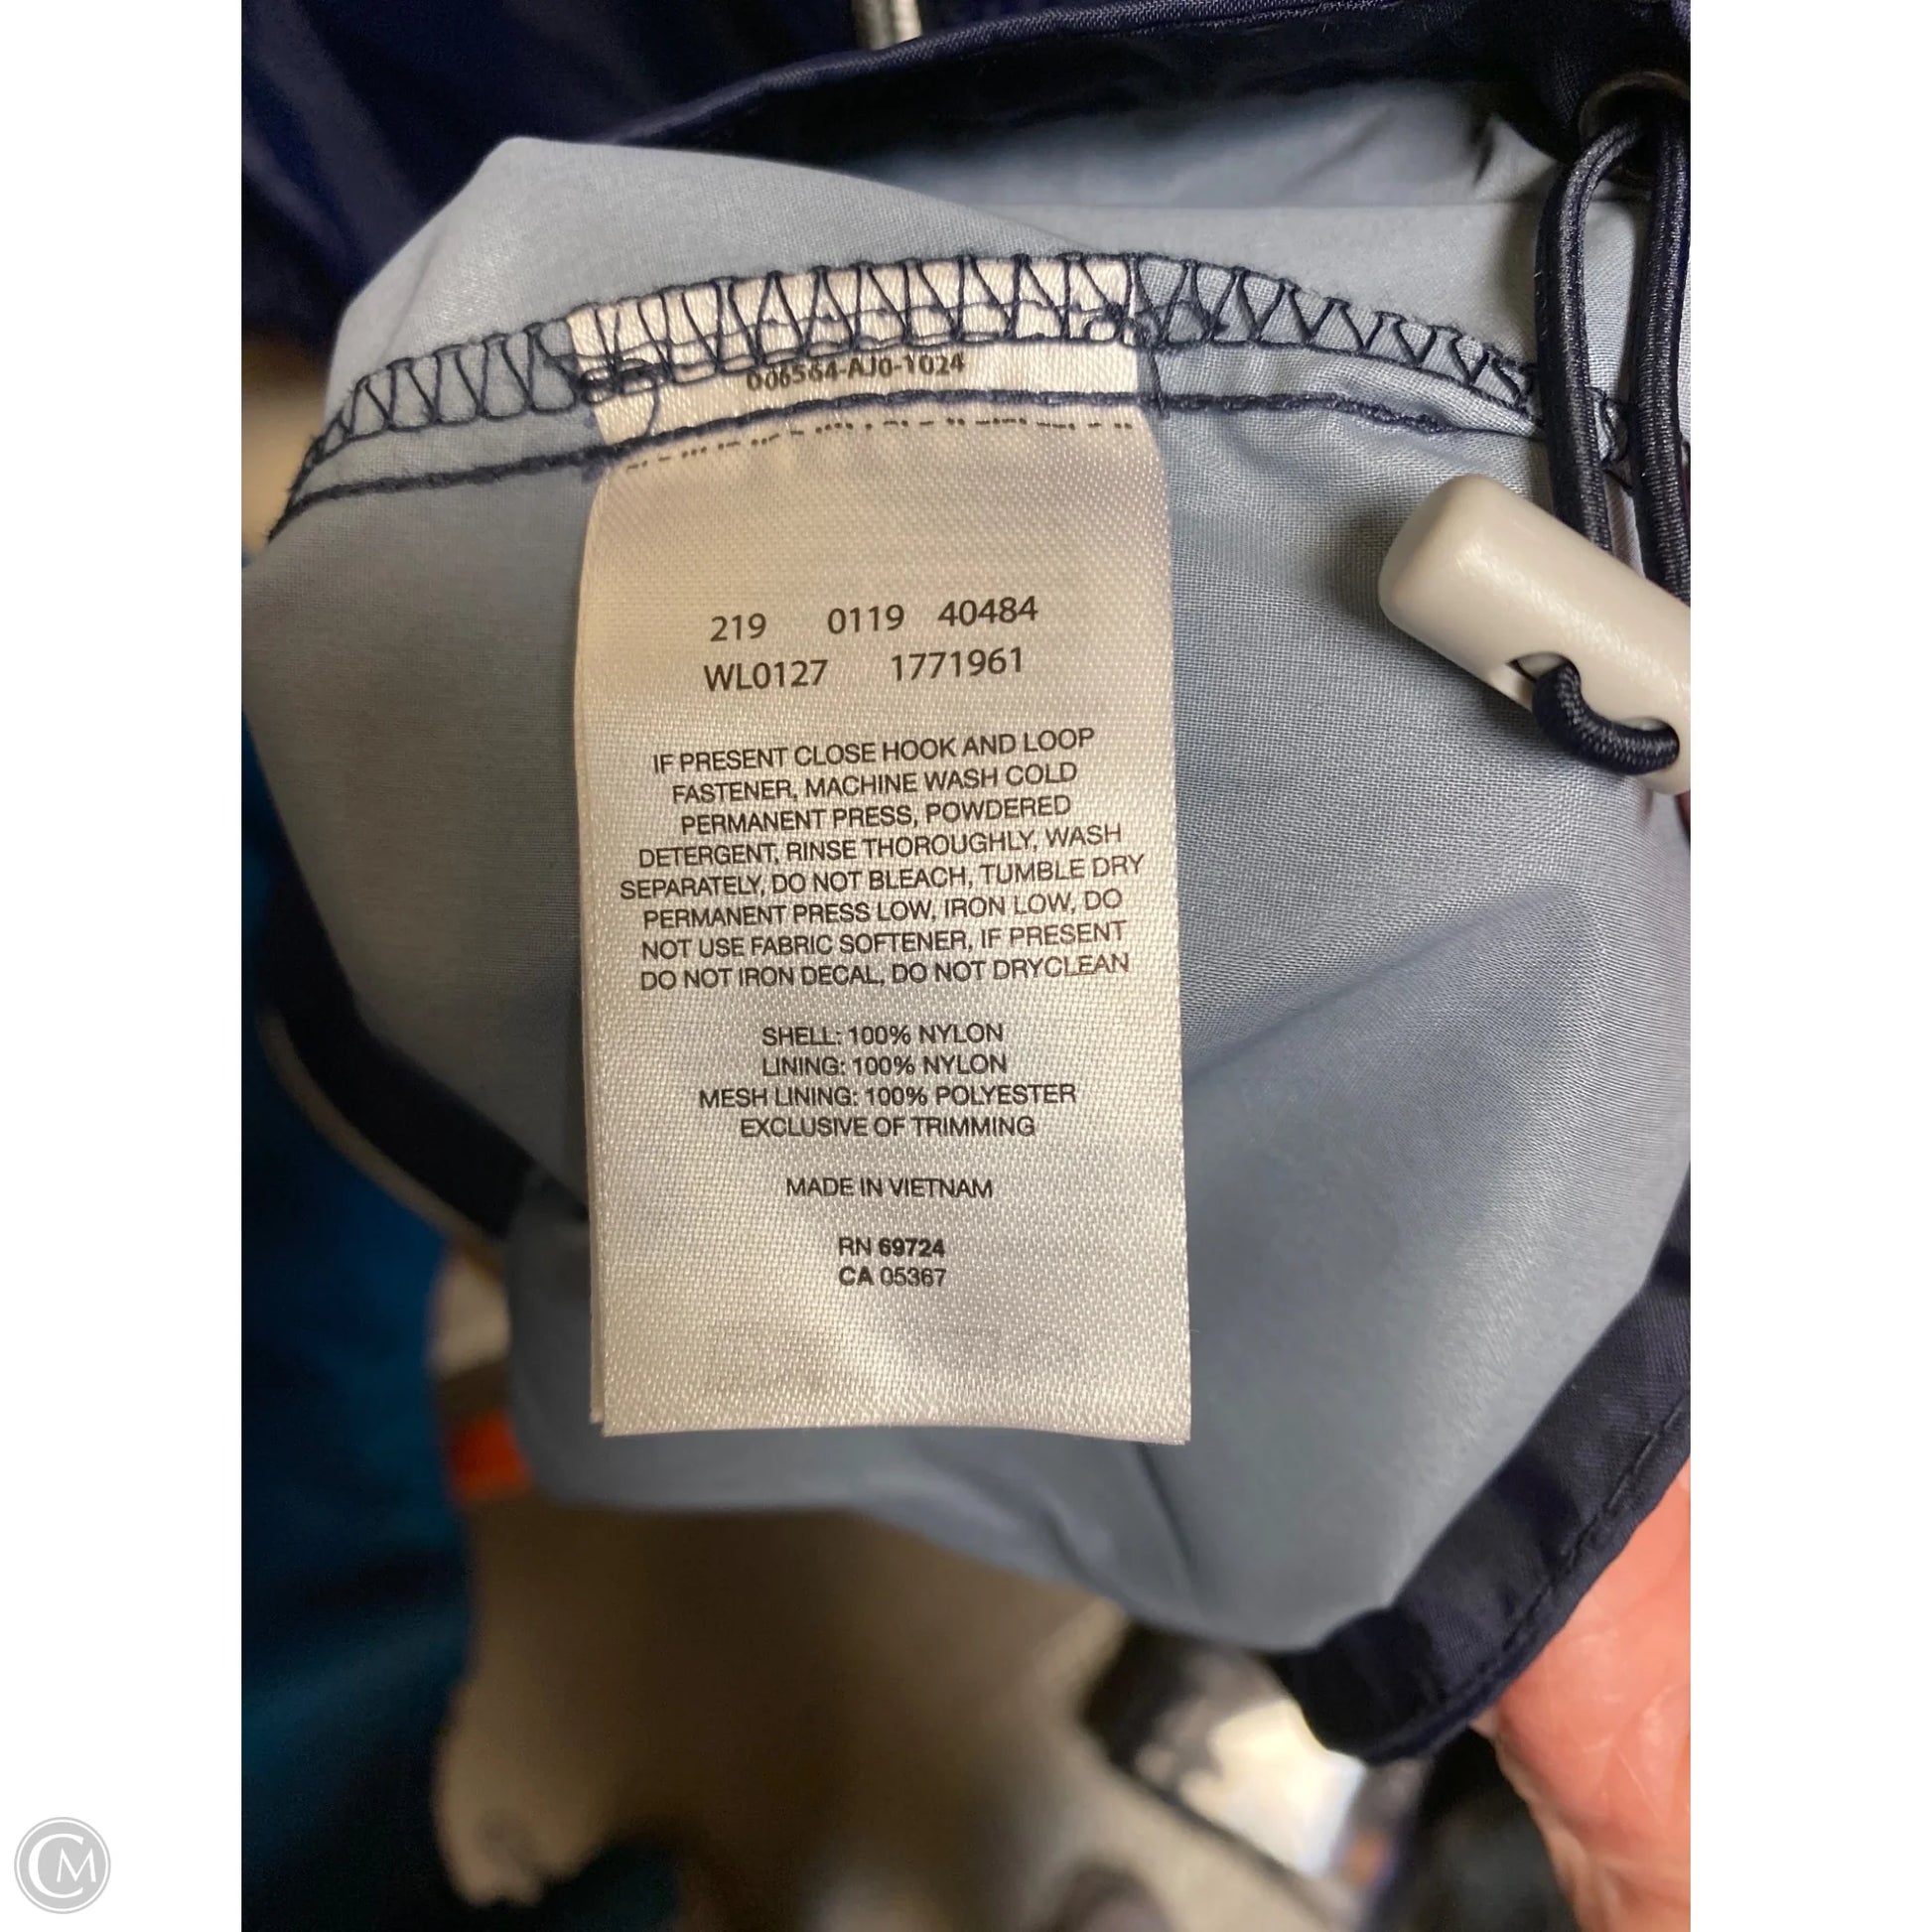 006564-AJ0-1024
219 0119 40484
WL0127 1771961
IF PRESENT CLOSE HOOK AND LOOP
FASTENER, MACHINE WASH COLD
PERMANENT PRESS, POWDERED
DETERGENT, RINSE THOROUGHLY, WASH
SEPARATELY, DO NOT BLEACH, TUMBLE DRY
PERMANENT PRESS LOW, IRON LOW, DO
NOT USE FABRIC SOFTENER, IF PRESENT
DO NOT IRON DECAL, DO NOT DRYCLEAN
SHELL: 100% NYLON
LINING: 100% NYLON
MESH LINING: 100% POLYESTER
EXCLUSIVE OF TRIMMING
MADE IN VIETNAM
RN 69724
CA 05367
CM